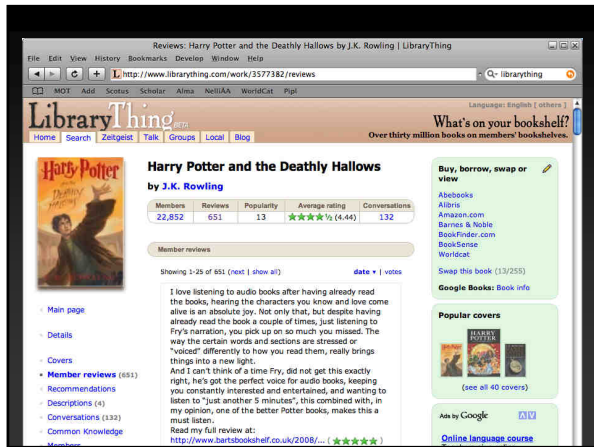 Reviews: Harry Potter and the Deathly Hallows by J.K. Rowling | LibraryThing
File Edit View History Bookmarks Develop Window Help
http://www.librarything.com/work/3577382/reviews
librarything
MOT Add Scotus Scholar Alma NelliAA WorldCat Pipl
Language: English [ others ]
LibraryThing BETA
What's on your bookshelf?
Over thirty million books on members' bookshelves.
Home Search Zeitgeist Talk Groups Local Blog
Harry Potter
Harry Potter and the Deathly Hallows
by J.K. Rowling
Members Reviews Popularity Average rating Conversations
22,852 651 13 (4.44) 132
Member reviews
Showing 1-25 of 651 (next | show all) date ▾ | votes
I love listening to audio books after having already read
the books, hearing the characters you know and love come
alive is an absolute joy. Not only that, but despite having
already read the book a couple of times, just listening to
Fry's narration, you pick up on so much you missed. The
way the certain words and sections are stressed or
"voiced" differently to how you read them, really brings
things into a new light.
And I can't think of a time Fry, did not get this exactly
right, he's got the perfect voice for audio books, keeping
you constantly interested and entertained, and wanting to
listen to "just another 5 minutes", this combined with, in
my opinion, one of the better Potter books, makes this a
must listen.
Read my full review at:
http://www.bartsbookshelf.co.uk/2008/... ( ★★★★★ )
Main page
Details
Covers
Member reviews (651)
Recommendations
Descriptions (4)
Conversations (132)
Common Knowledge
Members
Buy, borrow, swap or
view
Abebooks
Alibris
Amazon.com
Barnes & Noble
BookFinder.com
BookSense
Worldcat
Swap this book (13/255)
Google Books: Book info
Popular covers
HARRY
POTTER
(see all 40 covers)
Ads by Google
Online language course